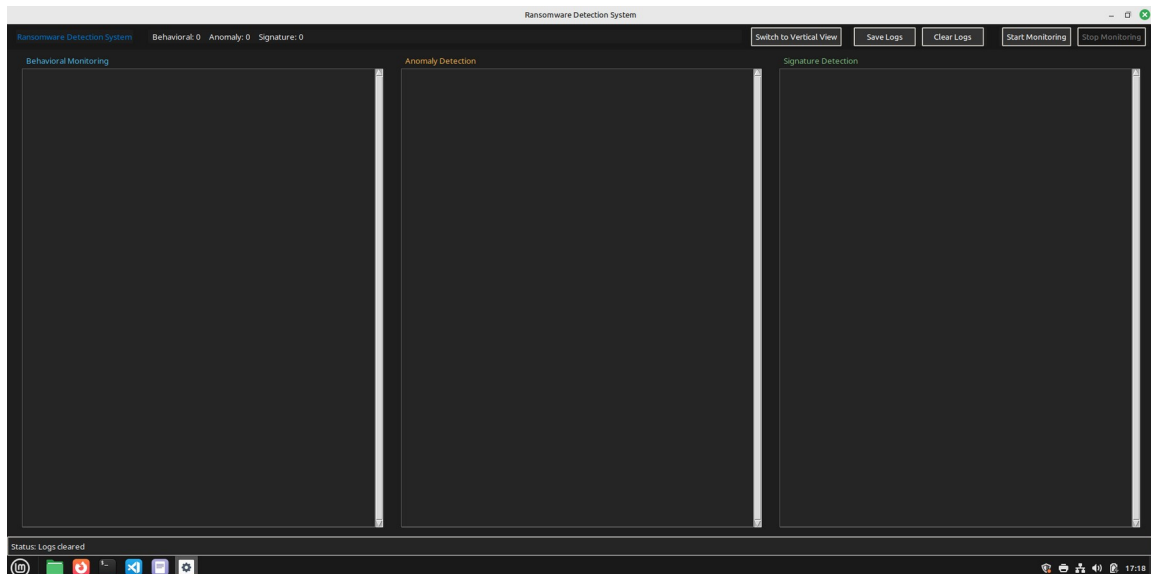 Ransomware Detection System
Ransomware Detection System Behavioral: 0 Anomaly: 0 Signature: 0 Switch to Vertical View Save Logs Clear Logs Start Monitoring Stop Monitoring
Behavioral Monitoring Anomaly Detection Signature Detection
Status: Logs cleared
17:18